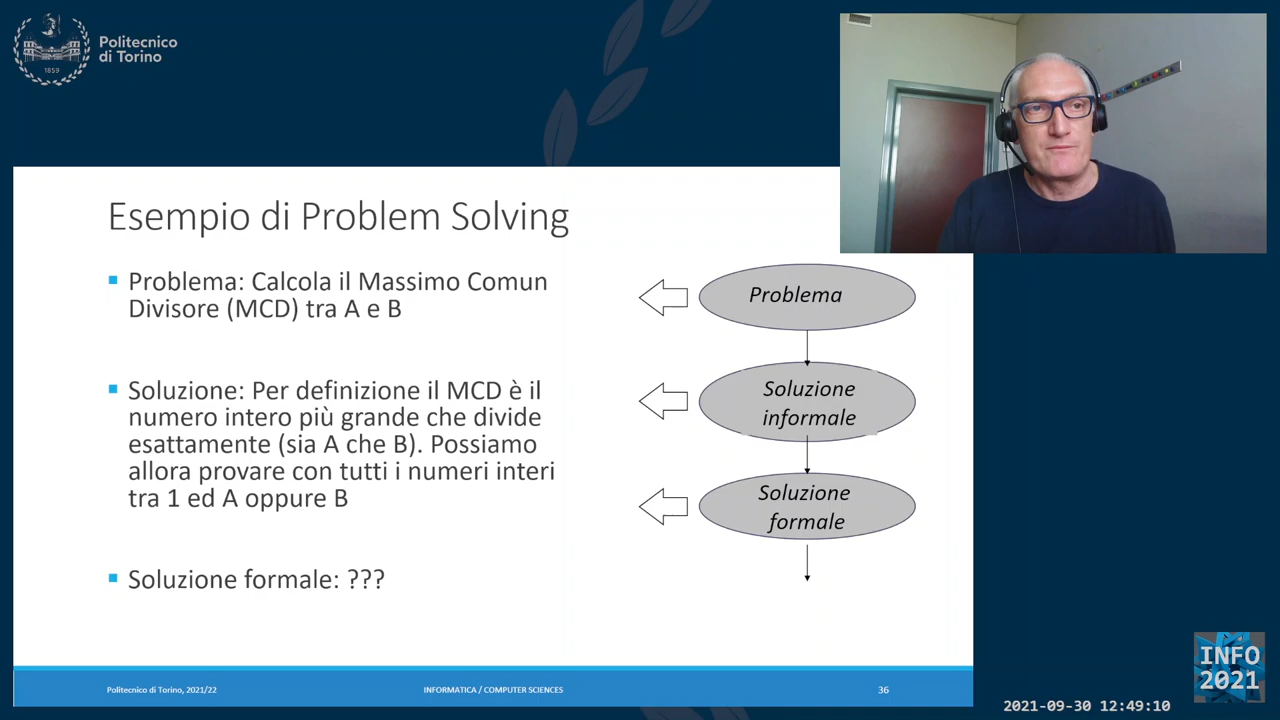 Politecnico
di Torino
1859
Esempio di Problem Solving
▪ Problema: Calcola il Massimo Comun
Divisore (MCD) tra A e B
▪ Soluzione: Per definizione il MCD è il
numero intero più grande che divide
esattamente (sia A che B). Possiamo
allora provare con tutti i numeri interi
tra 1 ed A oppure B
▪ Soluzione formale: ???
Problema
Soluzione
informale
Soluzione
formale
Politecnico di Torino, 2021/22
INFORMATICA / COMPUTER SCIENCES
36
INFO
2021
2021-09-30 12:49:10